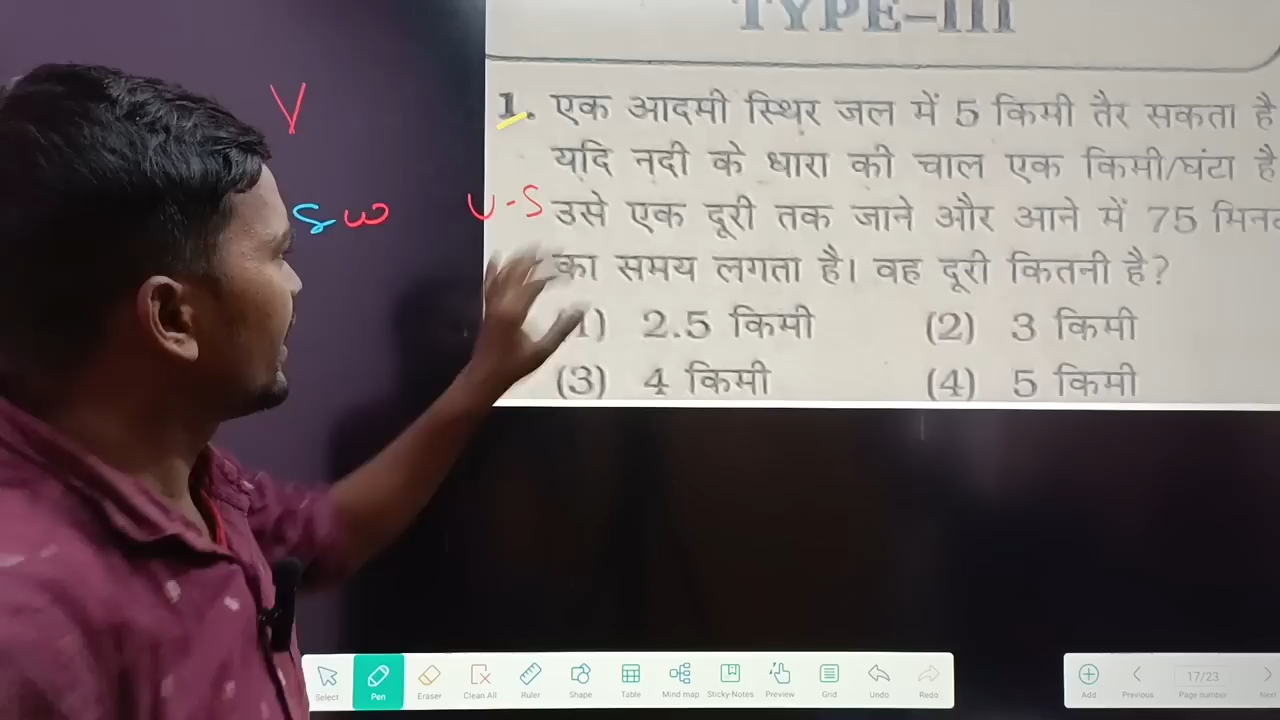 TYPE-III
V
1. एक आदमी स्थिर जल में 5 किमी तैर सकता है
यदि नदी के धारा की चाल एक किमी/घंटा है
S W U-S उसे एक दूरी तक जाने और आने में 75 मिनट
का समय लगता है। वह दूरी कितनी है?
1) 2.5 किमी (2) 3 किमी
(3) 4 किमी (4) 5 किमी
Select Pen Eraser Clean All Ruler Shape Table Mind map Sticky-Notes Preview Grid Undo Redo Add Previous 17/23 Page number Next